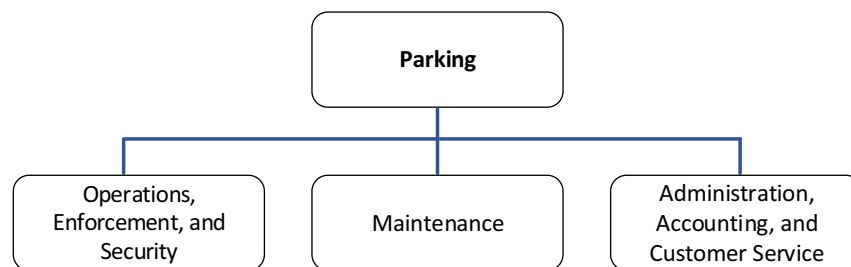 Parking
Operations,
Enforcement, and
Security
Maintenance
Administration,
Accounting, and
Customer Service